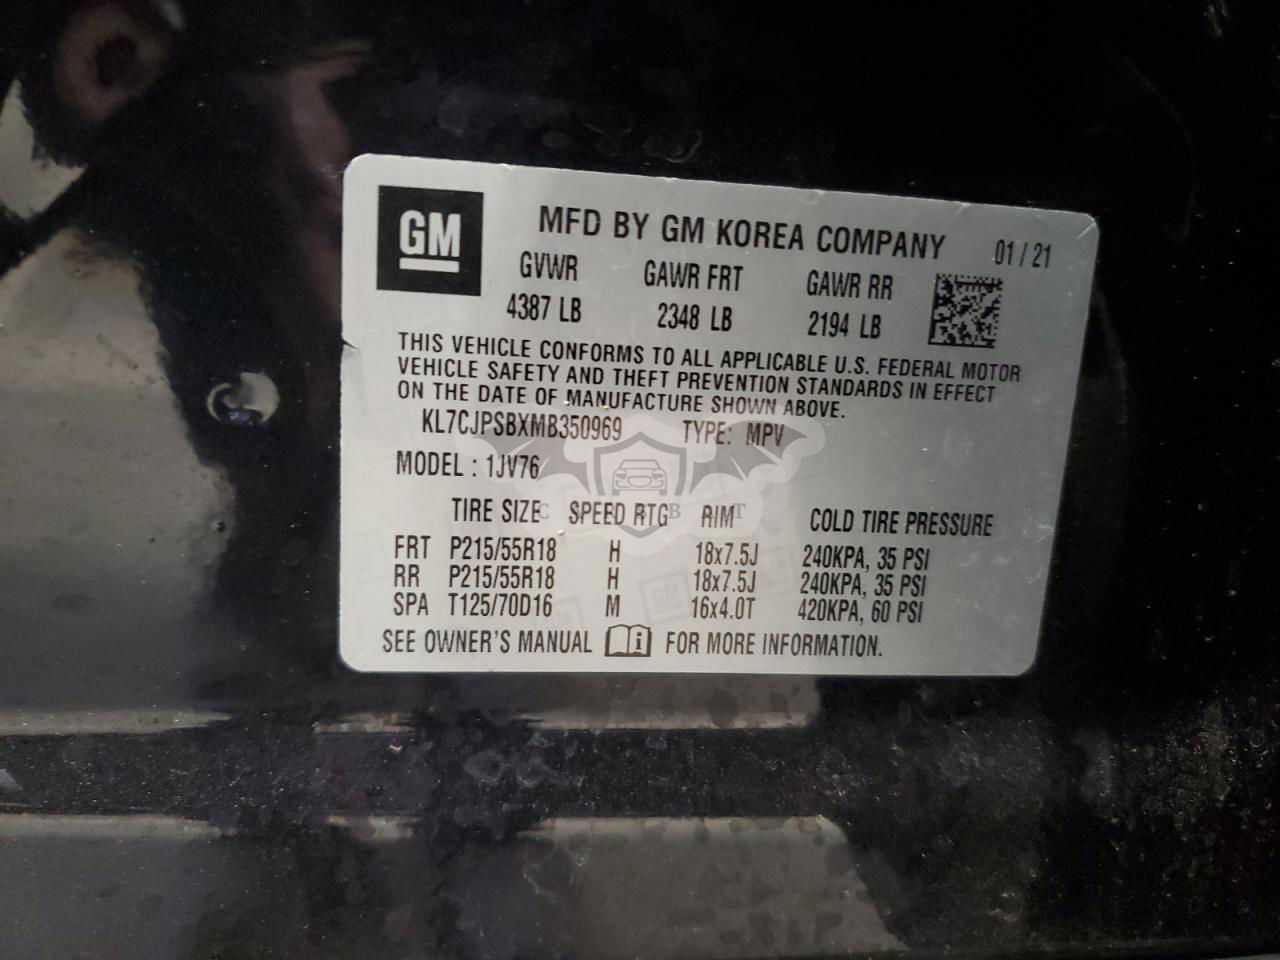 GM
MFD BY GM KOREA COMPANY 01/21
GVWR GAWR FRT GAWR RR
4387 LB 2348 LB 2194 LB
THIS VEHICLE CONFORMS TO ALL APPLICABLE U.S. FEDERAL MOTOR
VEHICLE SAFETY AND THEFT PREVENTION STANDARDS IN EFFECT
ON THE DATE OF MANUFACTURE SHOWN ABOVE.
KL7CJPSBXMB350969 TYPE: MPV
MODEL : 1JV76
TIRE SIZE SPEED RTG RIM COLD TIRE PRESSURE
FRT P215/55R18 H 18x7.5J 240KPA, 35 PSI
RR P215/55R18 H 18x7.5J 240KPA, 35 PSI
SPA T125/70D16 M 16x4.0T 420KPA, 60 PSI
SEE OWNER'S MANUAL i FOR MORE INFORMATION.